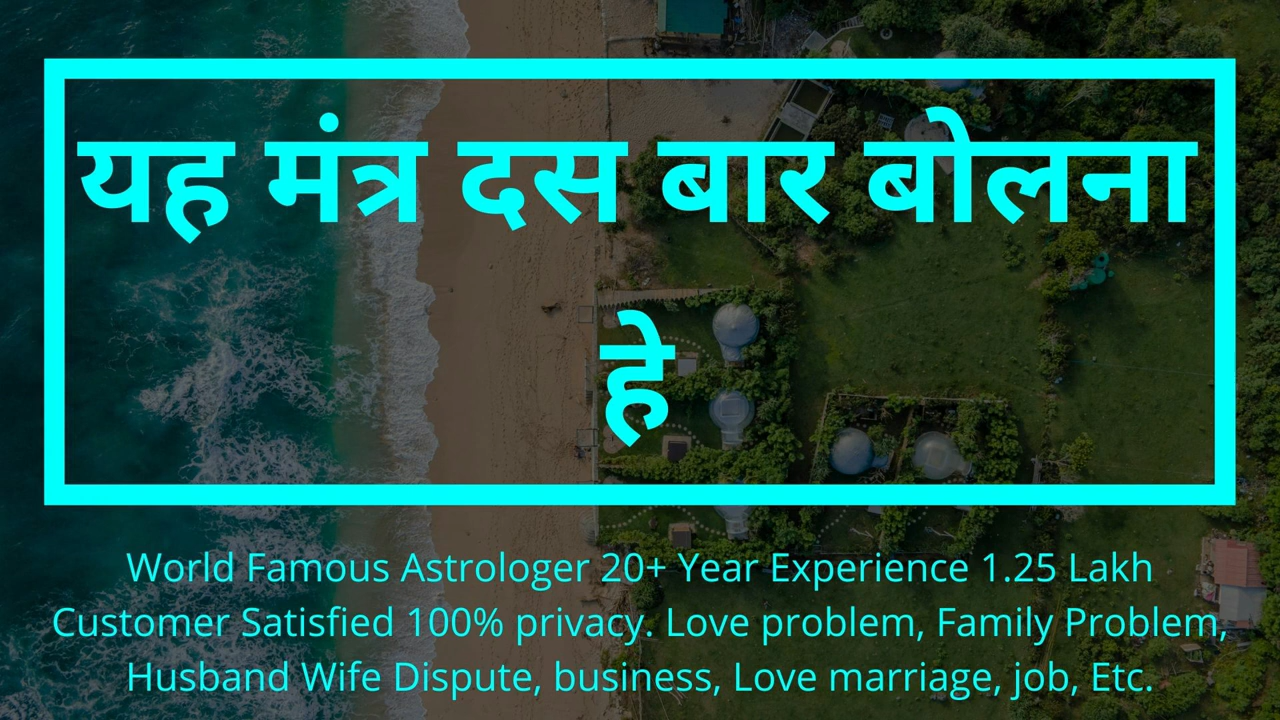 यह मंत्र दस बार बोलना
हे
World Famous Astrologer 20+ Year Experience 1.25 Lakh
Customer Satisfied 100% privacy. Love problem, Family Problem,
Husband Wife Dispute, business, Love marriage, job, Etc.